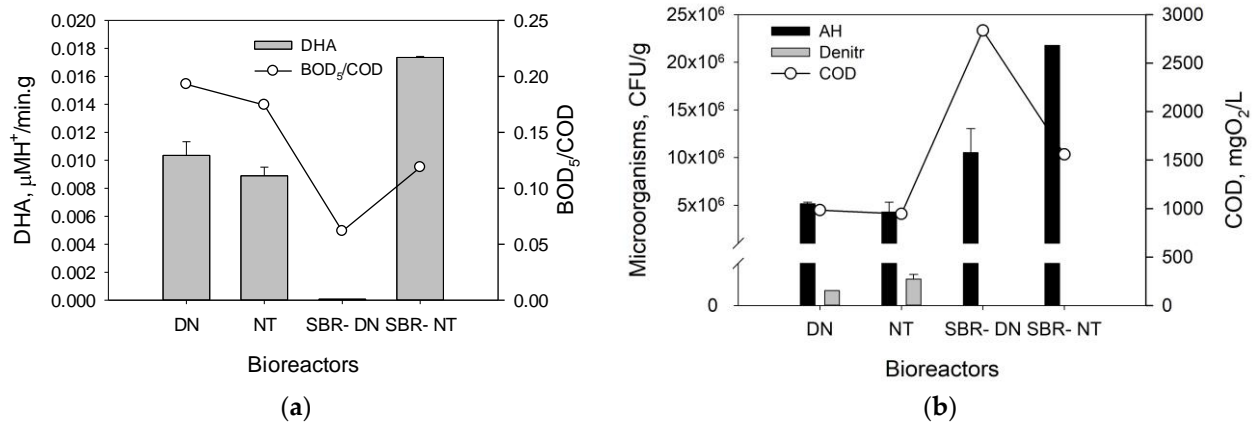 DHA, μMH⁺/min.g
0.020
0.018
0.016
0.014
0.012
0.010
0.008
0.006
0.004
0.002
0.000
DHA
BOD₅/COD
0.25
0.20
0.15
0.10
0.05
0.00
BOD₅/COD
DN NT SBR- DN SBR- NT
Bioreactors
(a)
Microorganisms, CFU/g
25x10⁶
20x10⁶
15x10⁶
10x10⁶
5x10⁶
0
AH
Denitr
COD
3000
2500
2000
1500
1000
500
0
COD, mgO₂/L
DN NT SBR- DN SBR- NT
Bioreactors
(b)